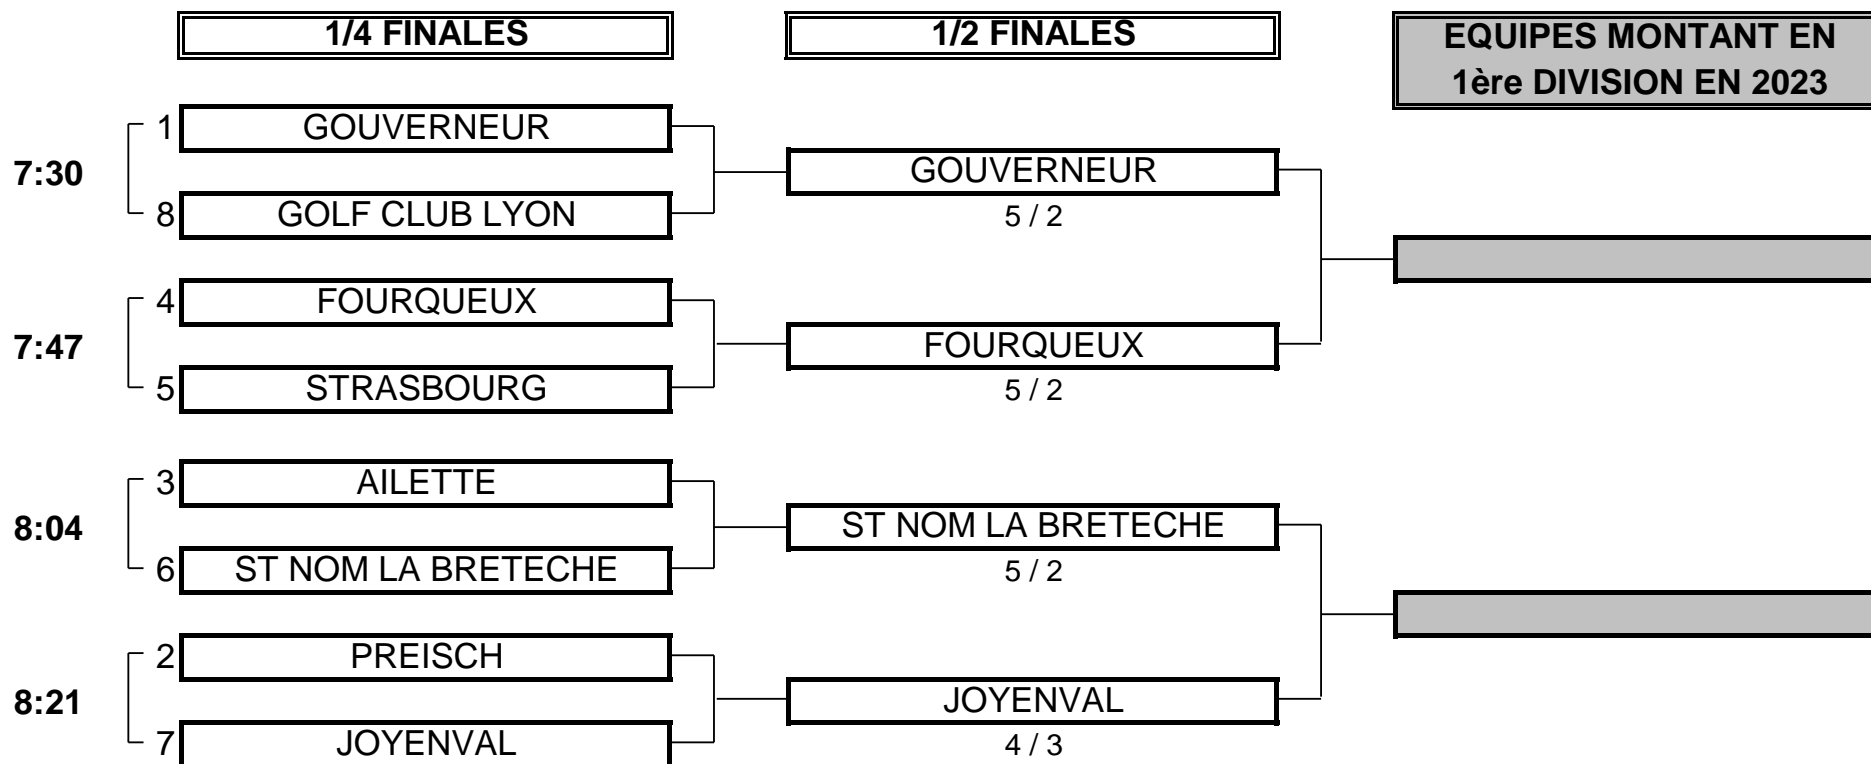 1/4 FINALES
1/2 FINALES
EQUIPES MONTANT EN
1ère DIVISION EN 2023
7:30
1 GOUVERNEUR
8 GOLF CLUB LYON
GOUVERNEUR
5 / 2
7:47
4 FOURQUEUX
5 STRASBOURG
FOURQUEUX
5 / 2
8:04
3 AILETTE
6 ST NOM LA BRETECHE
ST NOM LA BRETECHE
5 / 2
8:21
2 PREISCH
7 JOYENVAL
JOYENVAL
4 / 3